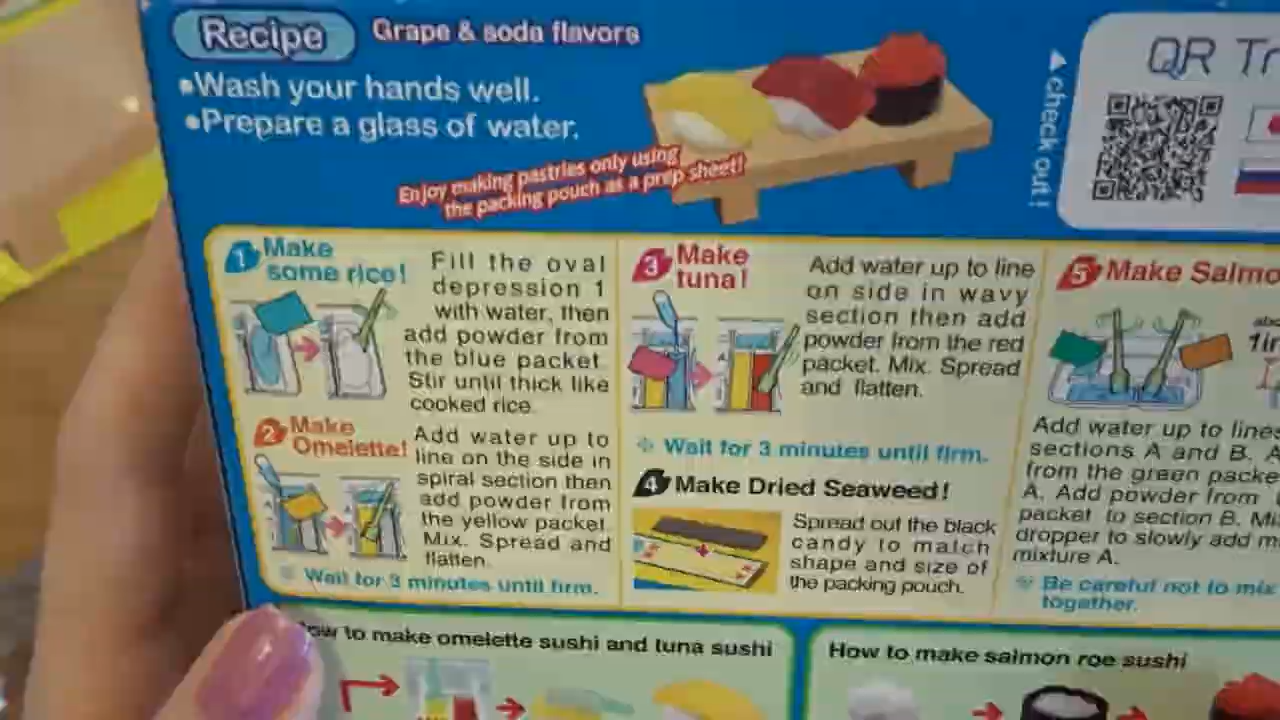 Recipe
Grape & soda flavors
•Wash your hands well.
•Prepare a glass of water.
Enjoy making pastries only using
the packing pouch as a prep sheet!
check out!
QR
1 Make
some rice!
Fill the oval
depression 1
with water, then
add powder from
the blue packet.
Stir until thick like
cooked rice.
2 Make
Omelette!
Add water up to
line on the side in
spiral section then
add powder from
the yellow packet.
Mix. Spread and
flatten.
Wait for 3 minutes until firm.
3 Make
tuna!
Add water up to line
on side in wavy
section then add
powder from the red
packet. Mix. Spread
and flatten.
Wait for 3 minutes until firm.
4 Make Dried Seaweed!
Spread out the black
candy to match
shape and size of
the packing pouch.
5 Make Salmo
Add water up to lines
sections A and B. A
from the green packe
A. Add powder from
packet to section B. Mi
dropper to slowly add m
mixture A.
Be careful not to mix
together.
How to make omelette sushi and tuna sushi
How to make salmon roe sushi